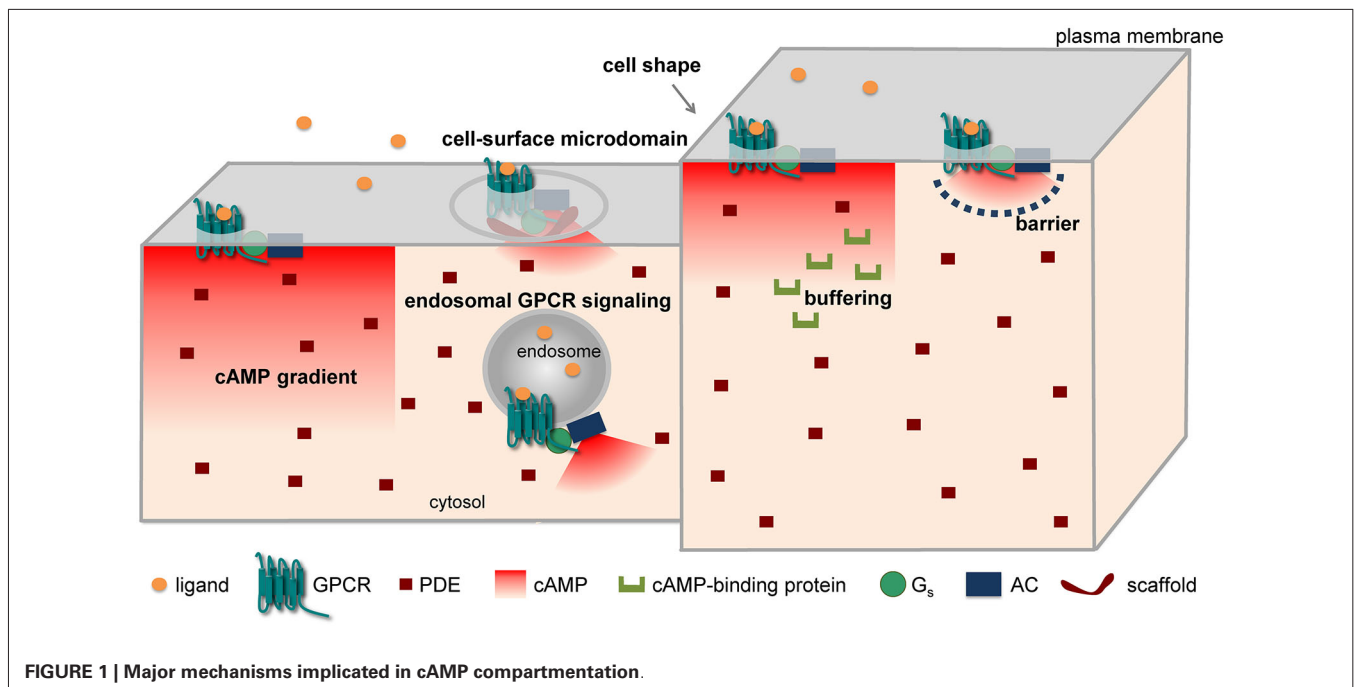 plasma membrane
cell shape
cell-surface microdomain
barrier
endosomal GPCR signaling
buffering
endosome
cAMP gradient
cytosol
ligand
GPCR
PDE
cAMP
cAMP-binding protein
Gs
AC
scaffold
FIGURE 1 | Major mechanisms implicated in cAMP compartmentation.